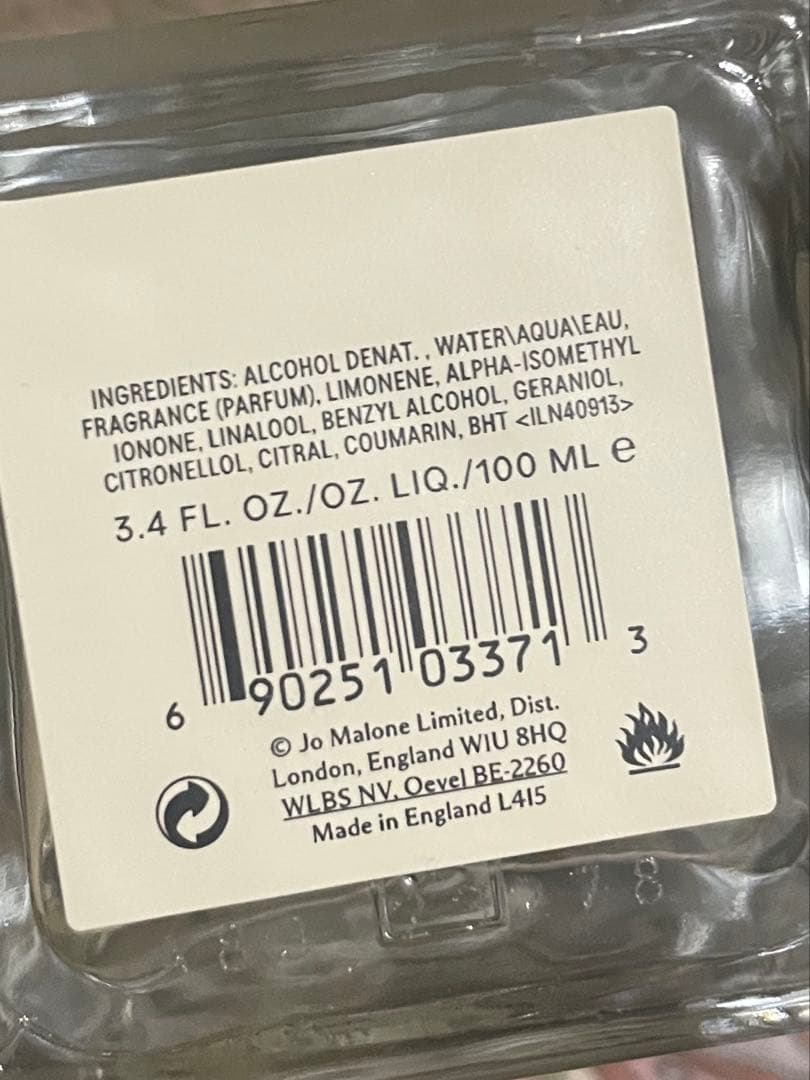 INGREDIENTS: ALCOHOL DENAT. , WATER\AQUA\EAU,
FRAGRANCE (PARFUM), LIMONENE, ALPHA-ISOMETHYL
IONONE, LINALOOL, BENZYL ALCOHOL, GERANIOL,
CITRONELLOL, CITRAL, COUMARIN, BHT <ILN40913>
3.4 FL. OZ./OZ. LIQ./100 ML e
6 90251 03371 3
© Jo Malone Limited, Dist.
London, England W1U 8HQ
WLBS NV, Oevel BE-2260
Made in England L415
78